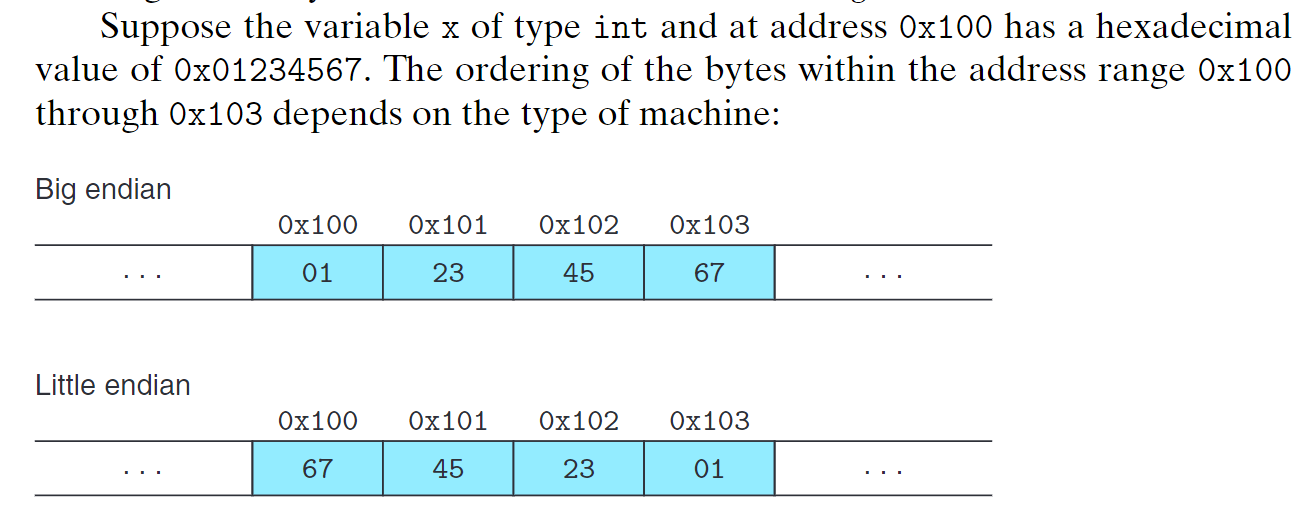 Suppose the variable x of type int and at address 0x100 has a hexadecimal
value of 0x01234567. The ordering of the bytes within the address range 0x100
through 0x103 depends on the type of machine:
Big endian
0x100 0x101 0x102 0x103
... 01 23 45 67 ...
Little endian
0x100 0x101 0x102 0x103
... 67 45 23 01 ...